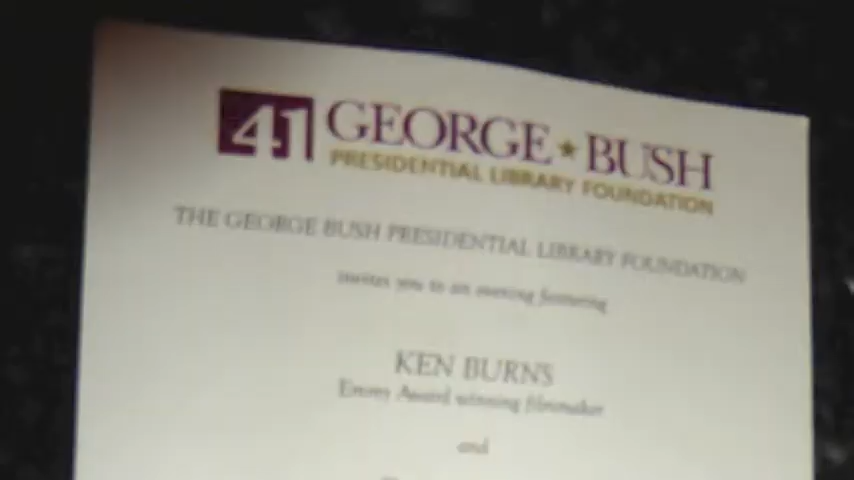 41 GEORGE ★ BUSH
PRESIDENTIAL LIBRARY FOUNDATION
THE GEORGE BUSH PRESIDENTIAL LIBRARY FOUNDATION
invites you to an evening featuring
KEN BURNS
Emmy Award winning filmmaker
and